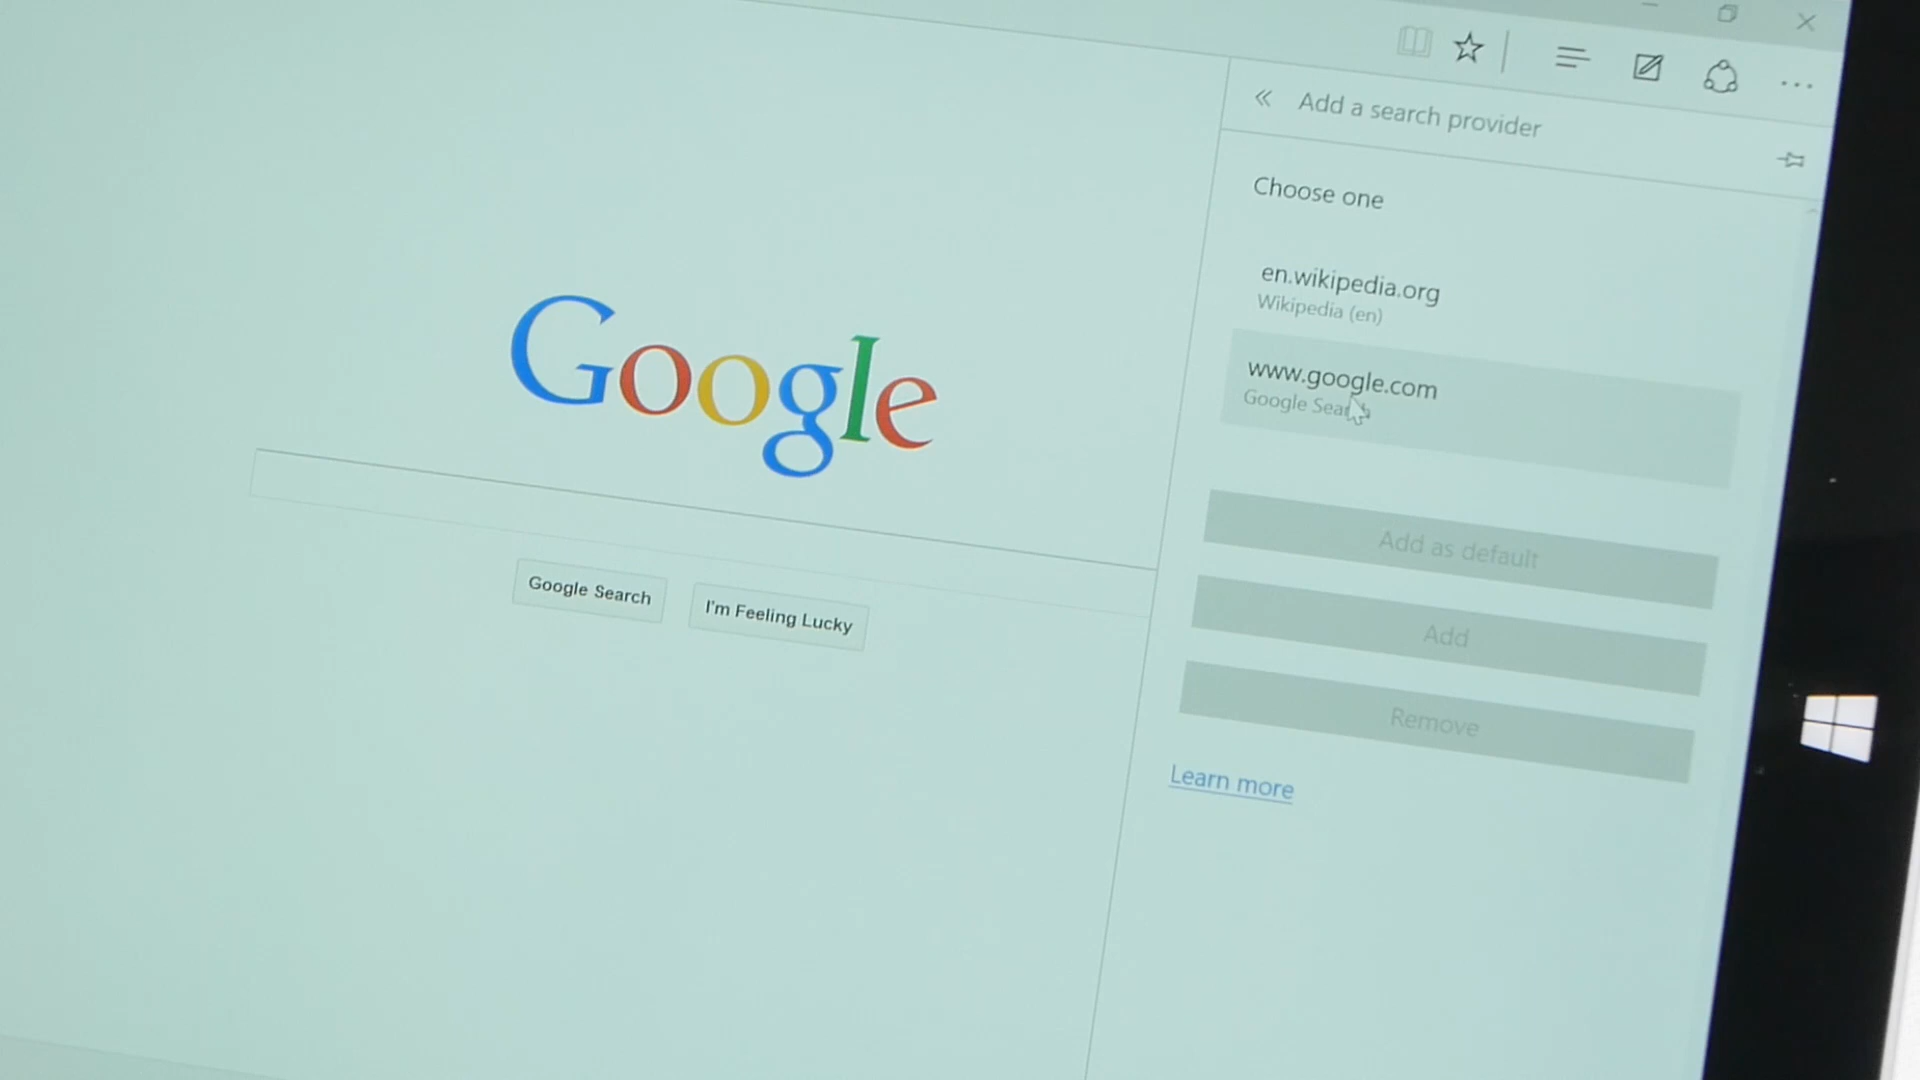 Add a search provider
Choose one
en.wikipedia.org
Wikipedia (en)
www.google.com
Google
Google
Add as default
Google Search
I'm Feeling Lucky
Add
Remove
Learn more